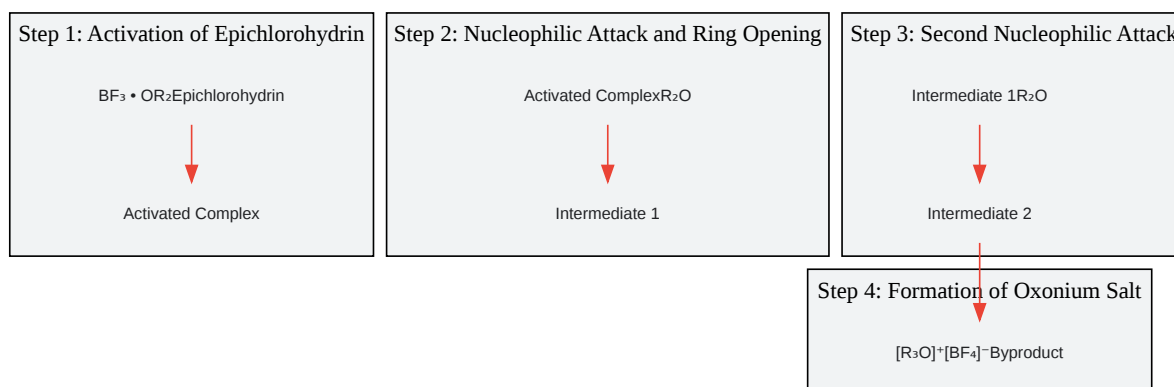 Step 1: Activation of Epichlorohydrin
BF₃ • OR₂Epichlorohydrin
Activated Complex
Step 2: Nucleophilic Attack and Ring Opening
Activated ComplexR₂O
Intermediate 1
Step 3: Second Nucleophilic Attack
Intermediate 1R₂O
Intermediate 2
Step 4: Formation of Oxonium Salt
[R₃O]⁺[BF₄]⁻Byproduct